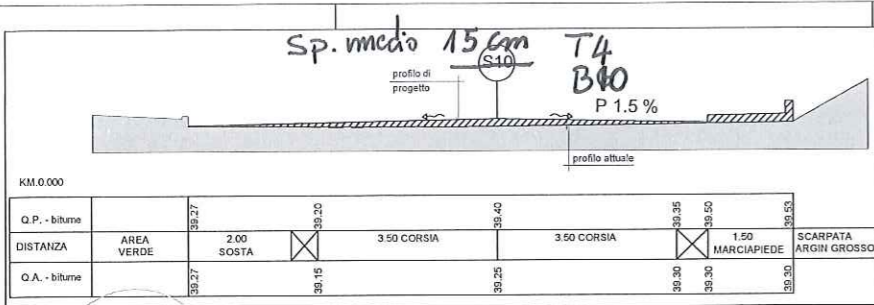 Sp. medio 15 cm T4
S10
B10
profilo di
progetto
P 1.5 %
profilo attuale
KM.0.000
Q.P. - bitume 39.27 39.20 39.40 39.35 39.50 39.53
DISTANZA AREA VERDE 2.00 SOSTA 3.50 CORSIA 3.50 CORSIA 1.50 MARCIAPIEDE SCARPATA ARGIN GROSSO
Q.A. - bitume 39.27 39.15 39.25 39.30 39.30 39.30